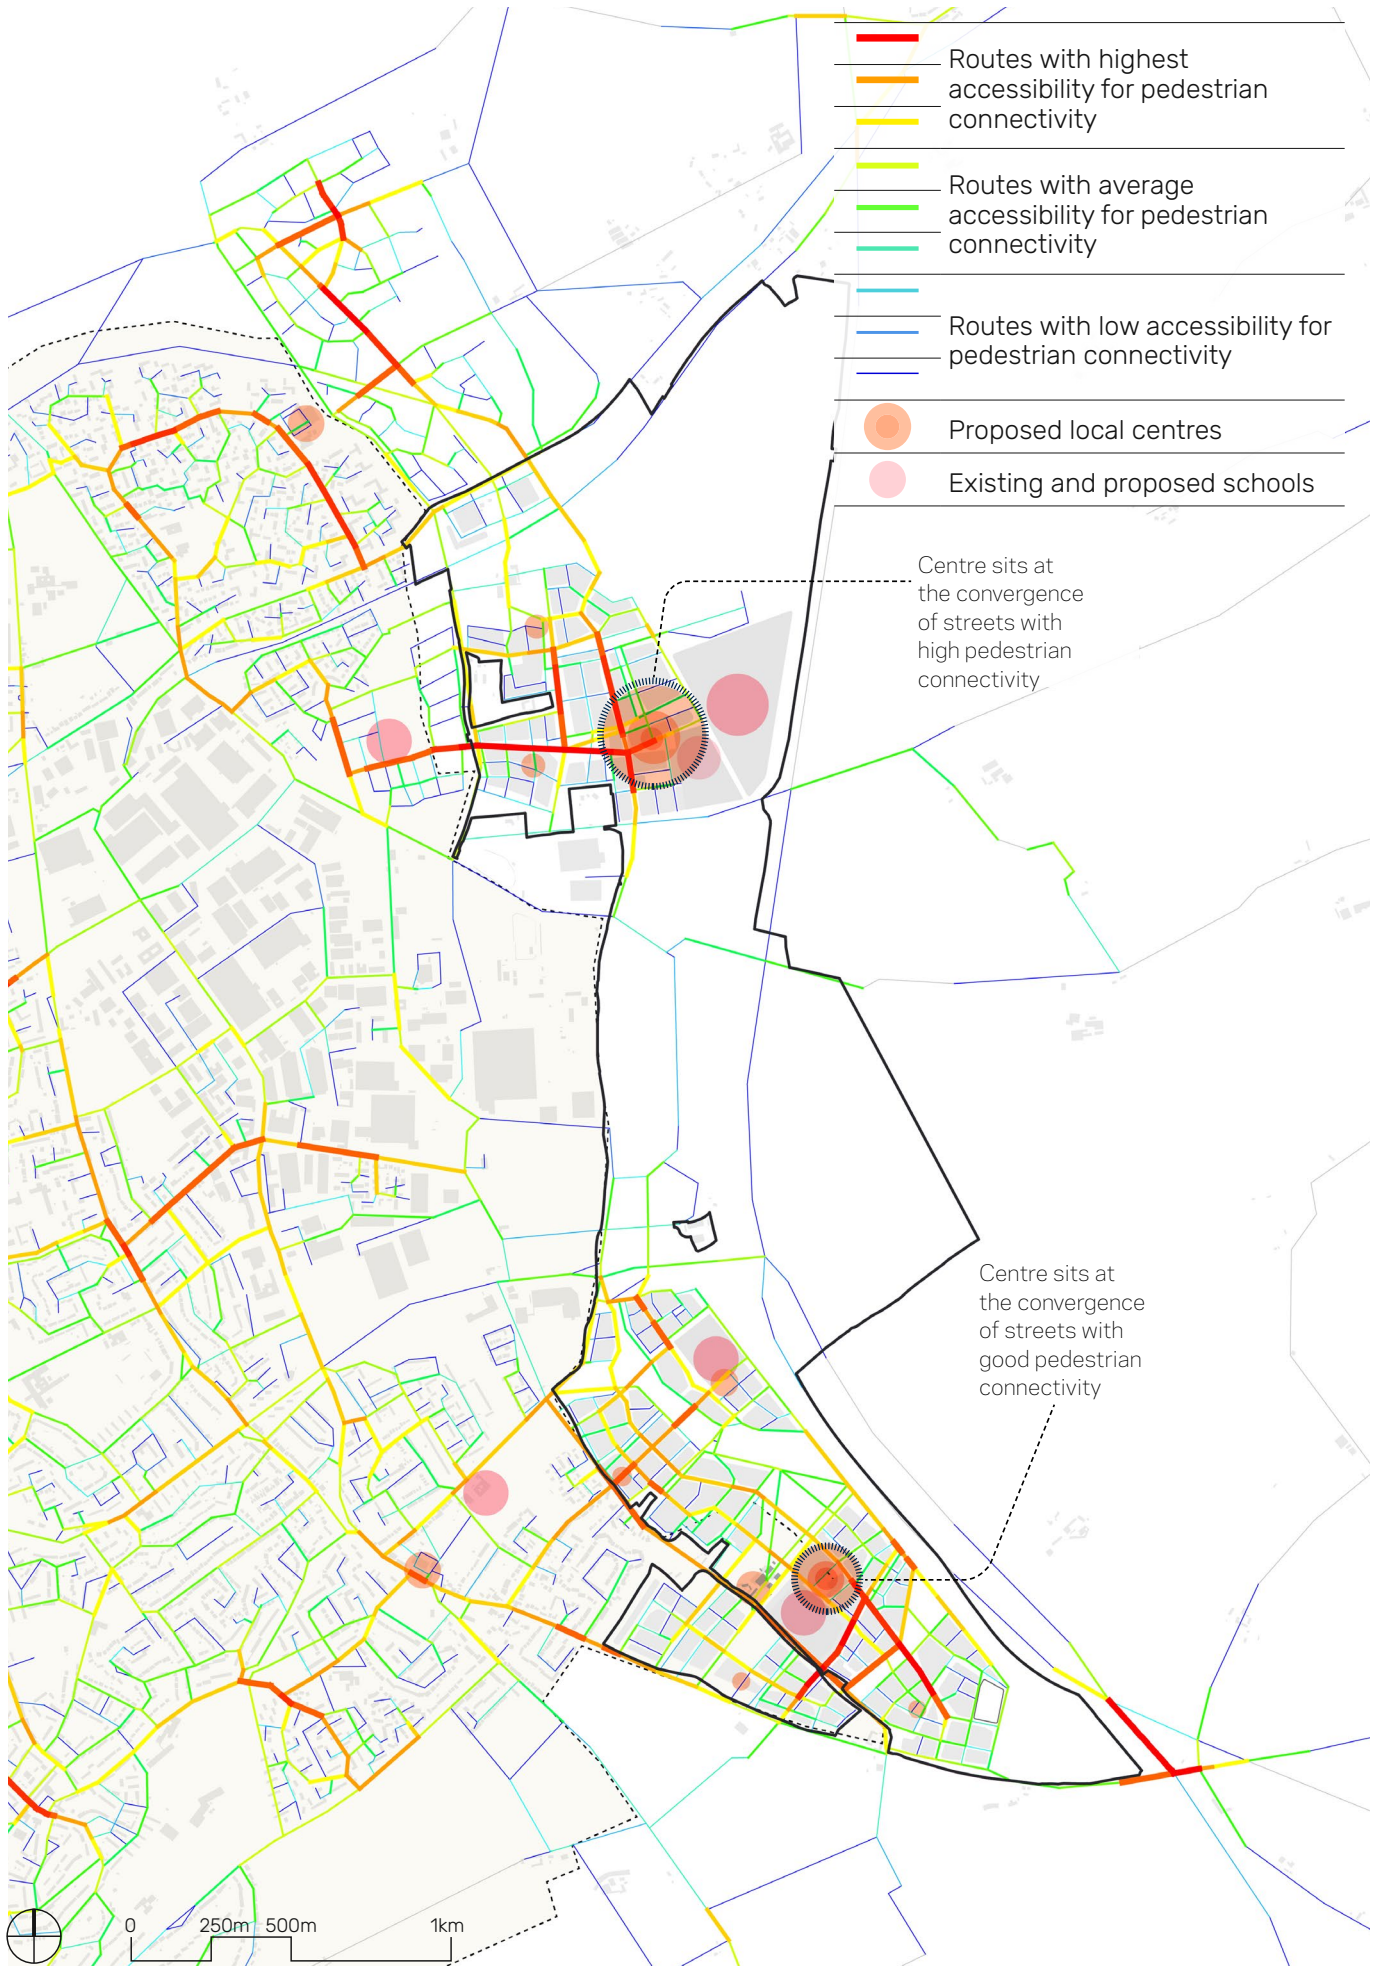 Routes with highest
accessibility for pedestrian
connectivity
Routes with average
accessibility for pedestrian
connectivity
Routes with low accessibility for
pedestrian connectivity
Proposed local centres
Existing and proposed schools
Centre sits at
the convergence
of streets with
high pedestrian
connectivity
Centre sits at
the convergence
of streets with
good pedestrian
connectivity
0 250m 500m 1km